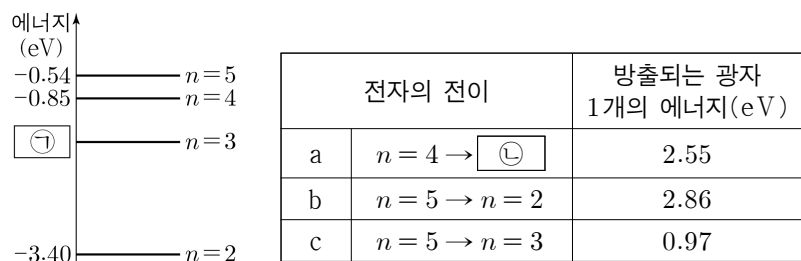 에너지
(eV)
-0.54 n=5
-0.85 n=4
㉠ n=3
-3.40 n=2
전자의 전이 방출되는 광자 1개의 에너지(eV)
a n=4→㉡ 2.55
b n=5→n=2 2.86
c n=5→n=3 0.97